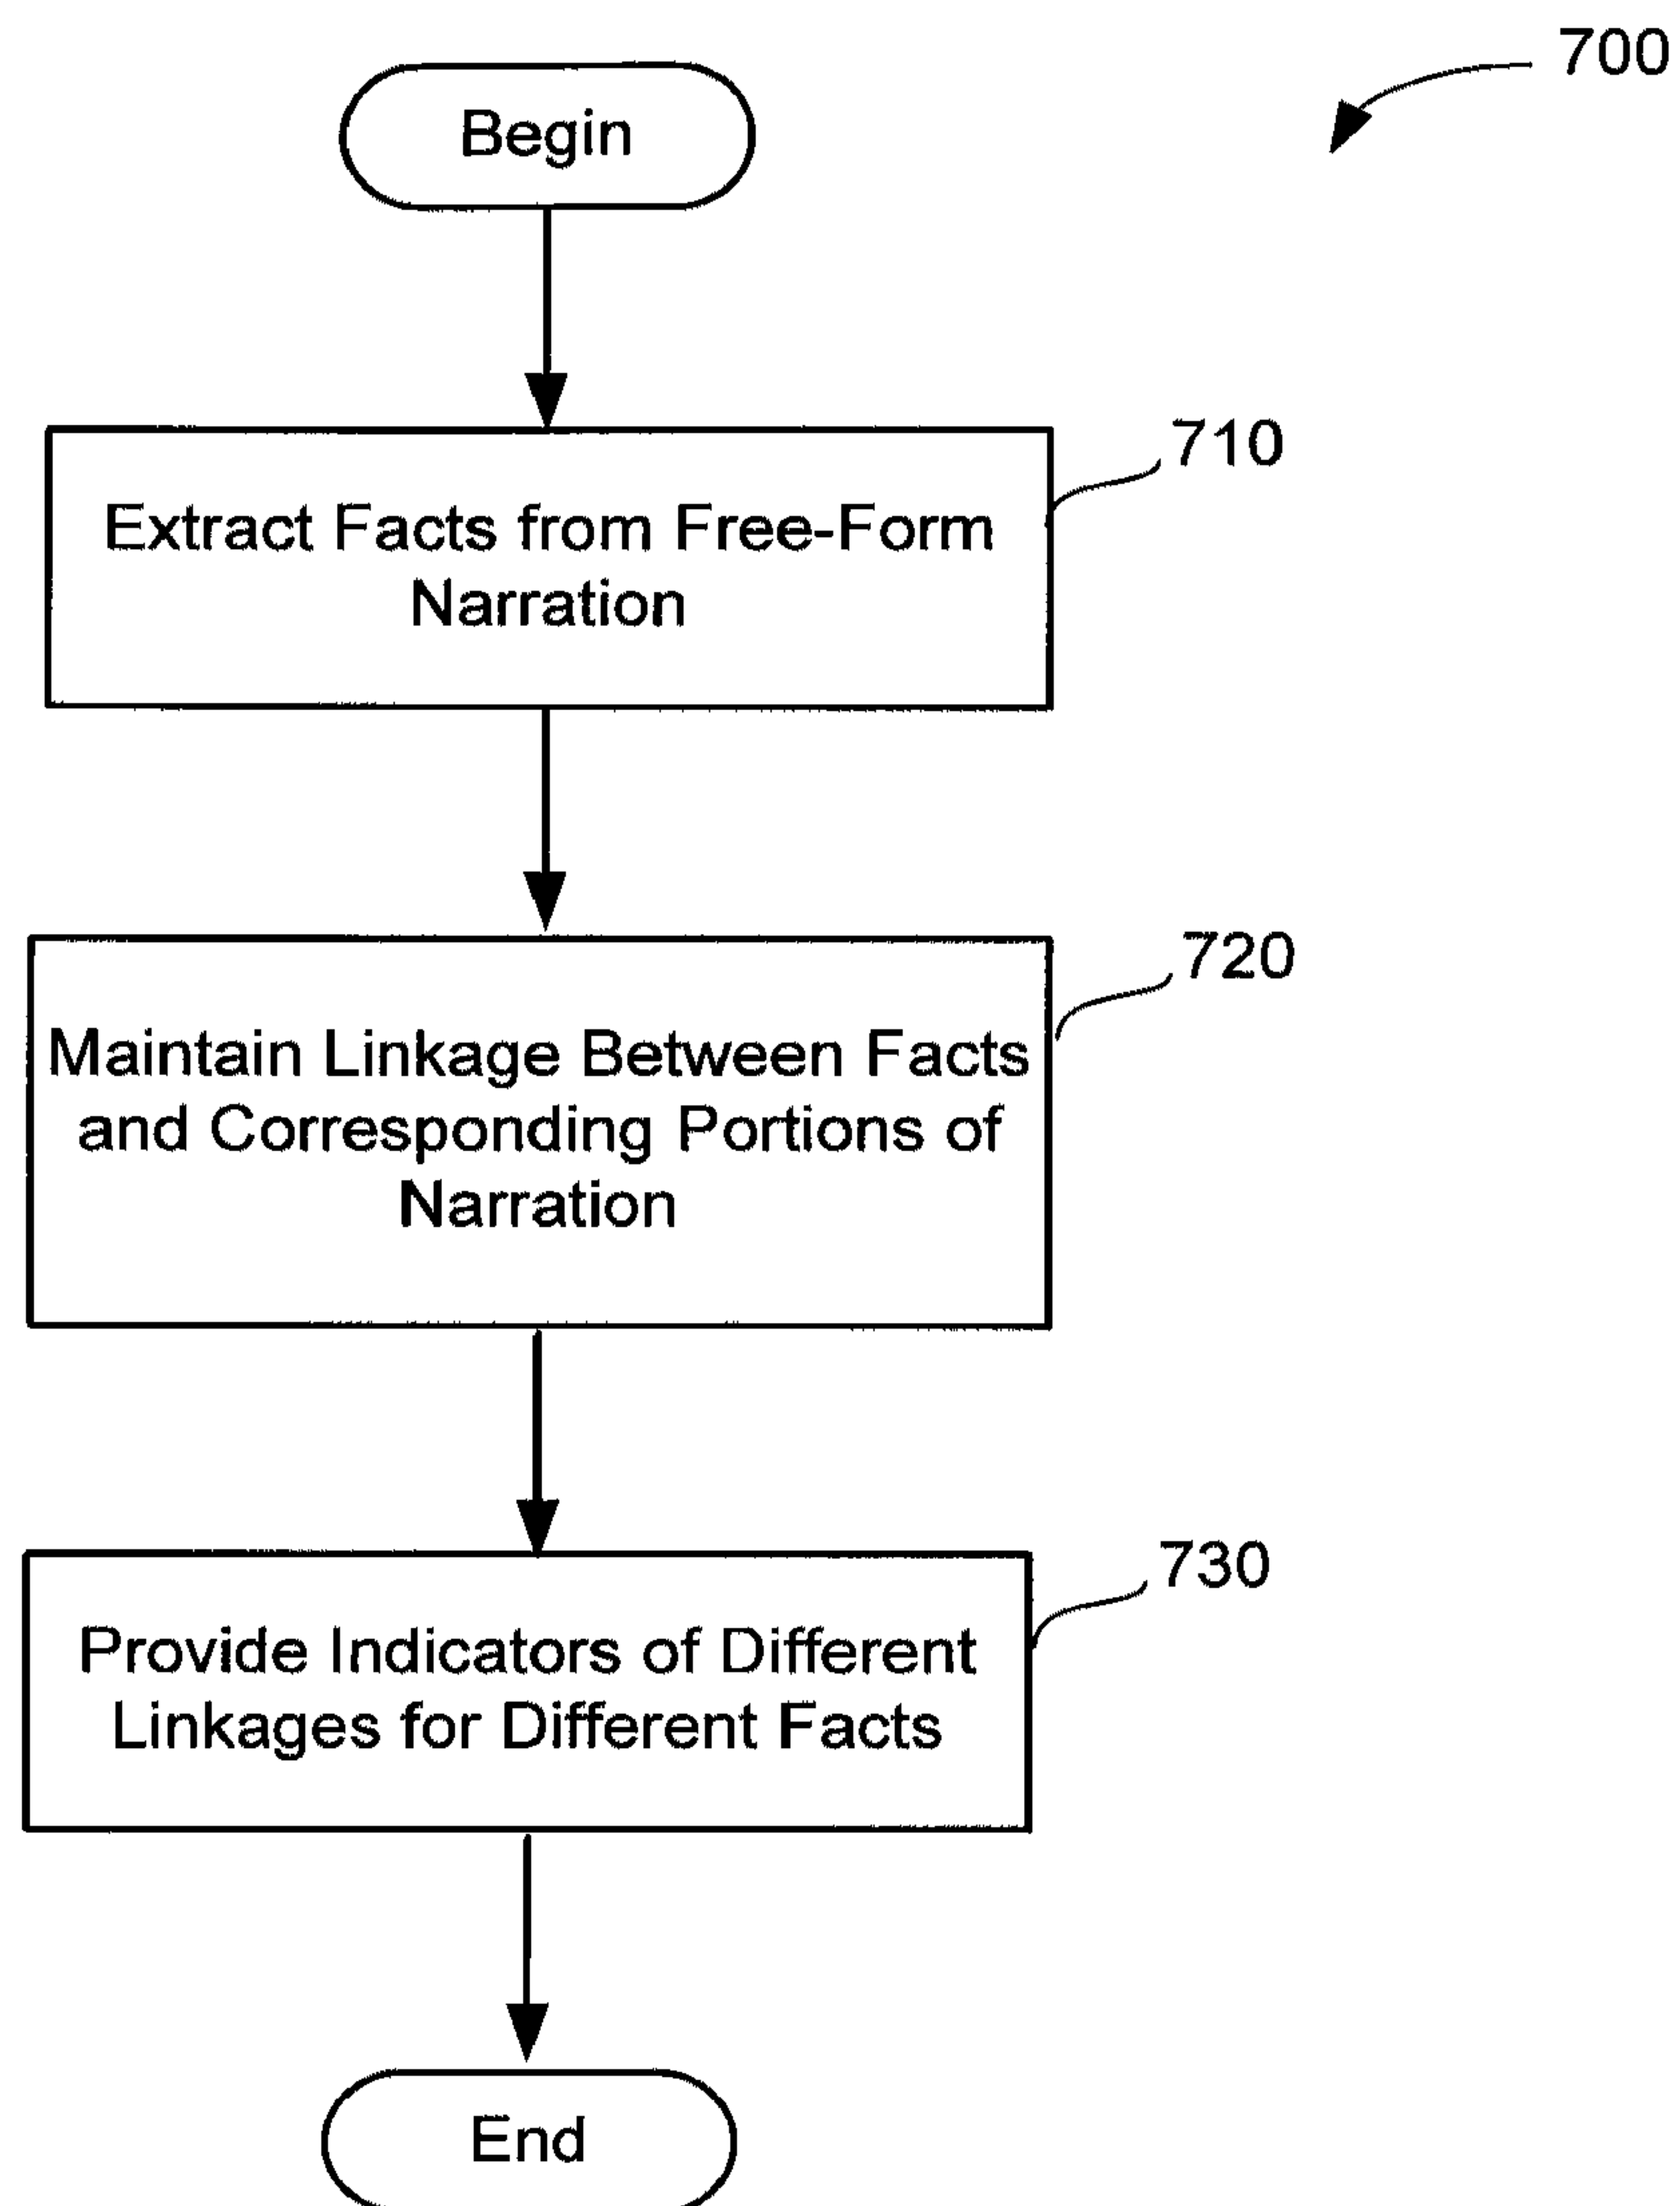 700
Begin
710
Extract Facts from Free-Form
Narration
720
Maintain Linkage Between Facts
and Corresponding Portions of
Narration
730
Provide Indicators of Different
Linkages for Different Facts
End